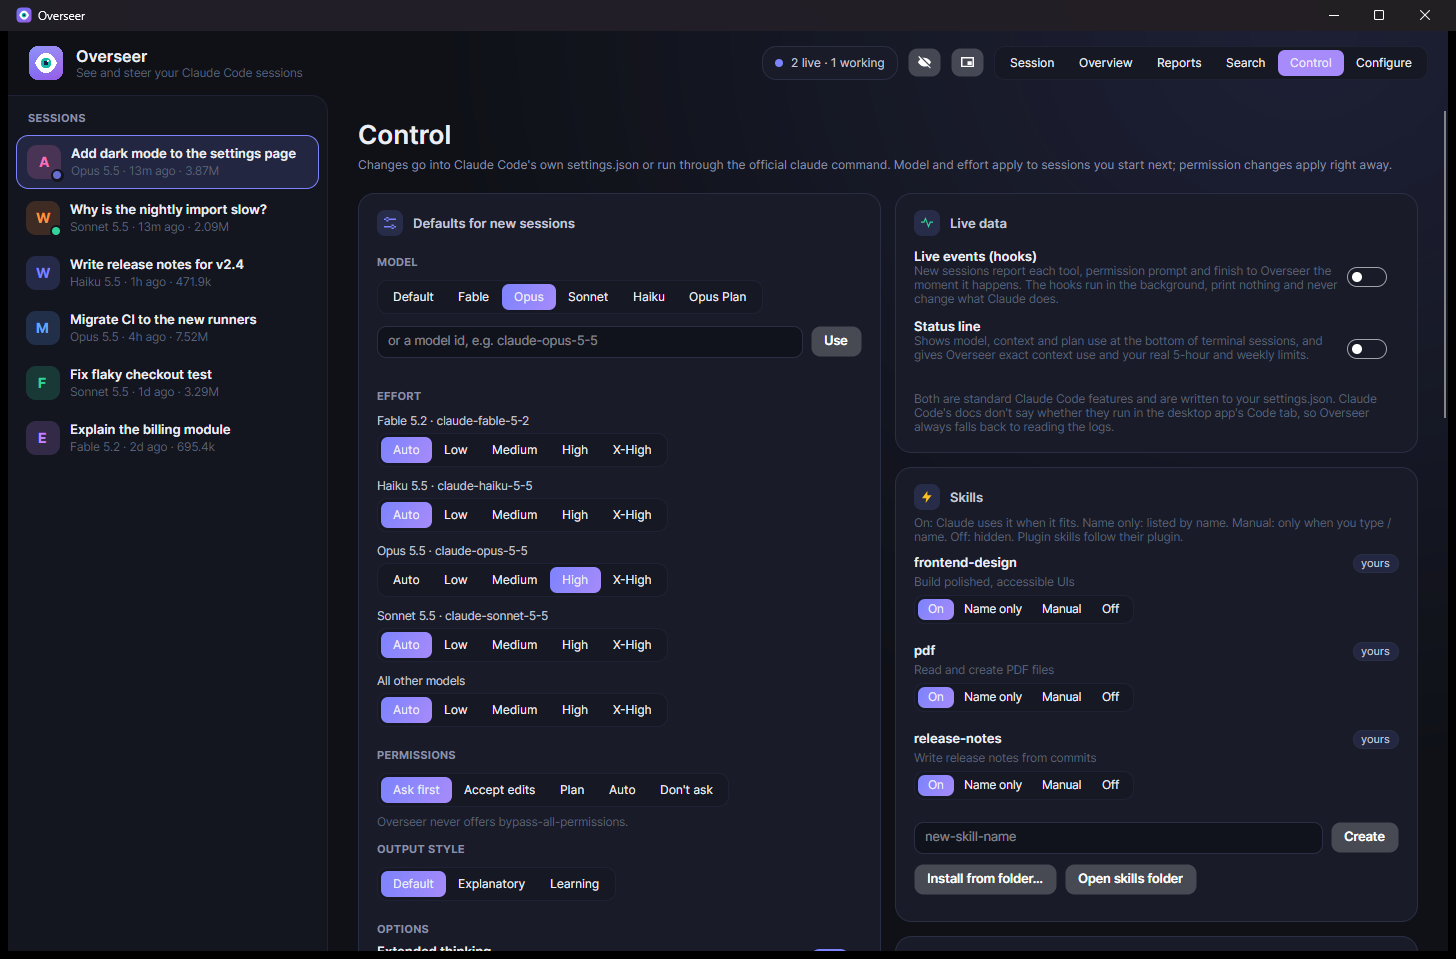 Overseer
Overseer
See and steer your Claude Code sessions
2 live · 1 working
Session
Overview
Reports
Search
Control
Configure
SESSIONS
A
Add dark mode to the settings page
Opus 5.5 · 13m ago · 3.87M
W
Why is the nightly import slow?
Sonnet 5.5 · 13m ago · 2.09M
W
Write release notes for v2.4
Haiku 5.5 · 1h ago · 471.9k
M
Migrate CI to the new runners
Opus 5.5 · 4h ago · 7.52M
F
Fix flaky checkout test
Sonnet 5.5 · 1d ago · 3.29M
E
Explain the billing module
Fable 5.2 · 2d ago · 695.4k
Control
Changes go into Claude Code's own settings.json or run through the official claude command. Model and effort apply to sessions you start next; permission changes apply right away.
Defaults for new sessions
MODEL
Default Fable Opus Sonnet Haiku Opus Plan
or a model id, e.g. claude-opus-5-5
Use
EFFORT
Fable 5.2 · claude-fable-5-2
Auto Low Medium High X-High
Haiku 5.5 · claude-haiku-5-5
Auto Low Medium High X-High
Opus 5.5 · claude-opus-5-5
Auto Low Medium High X-High
Sonnet 5.5 · claude-sonnet-5-5
Auto Low Medium High X-High
All other models
Auto Low Medium High X-High
PERMISSIONS
Ask first Accept edits Plan Auto Don't ask
Overseer never offers bypass-all-permissions.
OUTPUT STYLE
Default Explanatory Learning
OPTIONS
Extended thinking
Live data
Live events (hooks)
New sessions report each tool, permission prompt and finish to Overseer the
moment it happens. The hooks run in the background, print nothing and never
change what Claude does.
Status line
Shows model, context and plan use at the bottom of terminal sessions, and
gives Overseer exact context use and your real 5-hour and weekly limits.
Both are standard Claude Code features and are written to your settings.json. Claude
Code's docs don't say whether they run in the desktop app's Code tab, so Overseer
always falls back to reading the logs.
Skills
On: Claude uses it when it fits. Name only: listed by name. Manual: only when you type /
name. Off: hidden. Plugin skills follow their plugin.
frontend-design
yours
Build polished, accessible UIs
On Name only Manual Off
pdf
yours
Read and create PDF files
On Name only Manual Off
release-notes
yours
Write release notes from commits
On Name only Manual Off
new-skill-name
Create
Install from folder...
Open skills folder